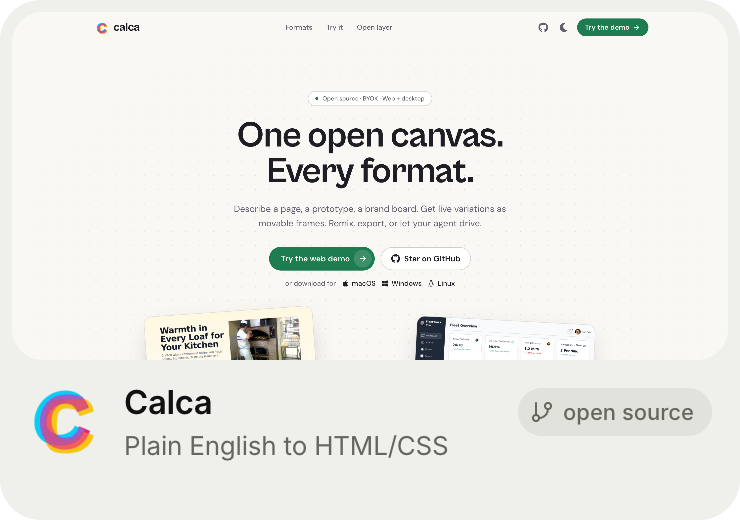 calca
Formats Try it Open layer
Try the demo →
Open source · BYOK · Web + desktop
One open canvas.
Every format.
Describe a page, a prototype, a brand board. Get live variations as
movable frames. Remix, export, or let your agent drive.
Try the web demo →
Star on GitHub
or download for macOS Windows Linux
Warmth in
Every Loaf for
Your Kitchen
Fleet Overview
Calca
Plain English to HTML/CSS
open source